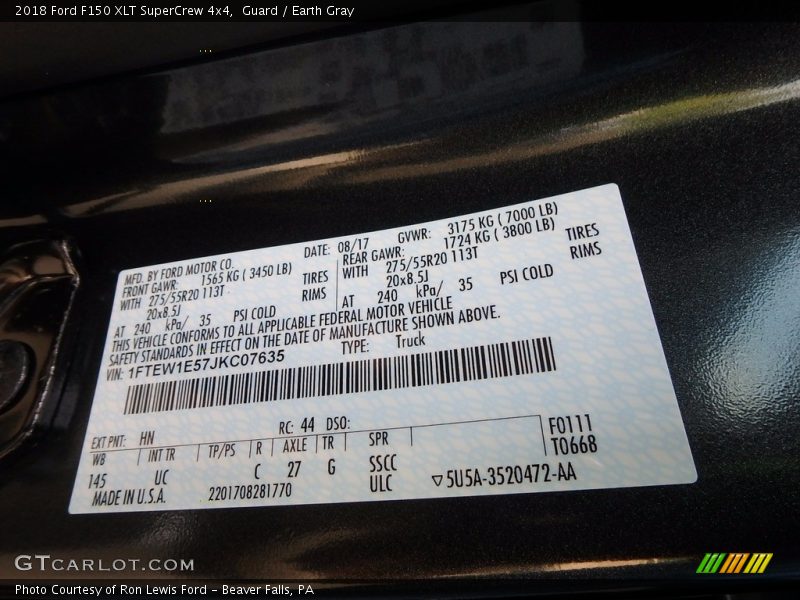 2018 Ford F150 XLT SuperCrew 4x4,  Guard / Earth Gray
MFD. BY FORD MOTOR CO.
DATE: 08/17
GVWR: 3175 KG ( 7000 LB)
FRONT GAWR: 1565 KG ( 3450 LB)
REAR GAWR: 1724 KG ( 3800 LB)
WITH 275/55R20 113T TIRES
WITH 275/55R20 113T TIRES
20x8.5J RIMS
20x8.5J RIMS
AT 240 kPa/ 35 PSI COLD
AT 240 kPa/ 35 PSI COLD
THIS VEHICLE CONFORMS TO ALL APPLICABLE FEDERAL MOTOR VEHICLE
SAFETY STANDARDS IN EFFECT ON THE DATE OF MANUFACTURE SHOWN ABOVE.
VIN: 1FTEW1E57JKC07635
TYPE: Truck
EXT PNT: HN
RC: 44 DSO:
F0111
T0668
WB | INT TR | TP/PS | R | AXLE | TR | SPR
145 UC C 27 G SSCC
ULC
MADE IN U.S.A.
2201708281770
▽5U5A-3520472-AA
GTCARLOT.COM
Photo Courtesy of Ron Lewis Ford - Beaver Falls, PA